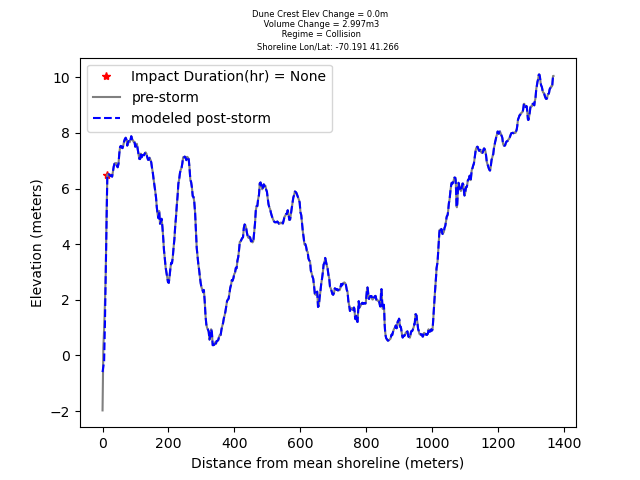 Dune Crest Elev Change = 0.0m
Volume Change = 2.997m3
Regime = Collision
Shoreline Lon/Lat: -70.191 41.266
Impact Duration(hr) = None
pre-storm
modeled post-storm
10
8
6
4
2
0
−2
Elevation (meters)
0 200 400 600 800 1000 1200 1400
Distance from mean shoreline (meters)